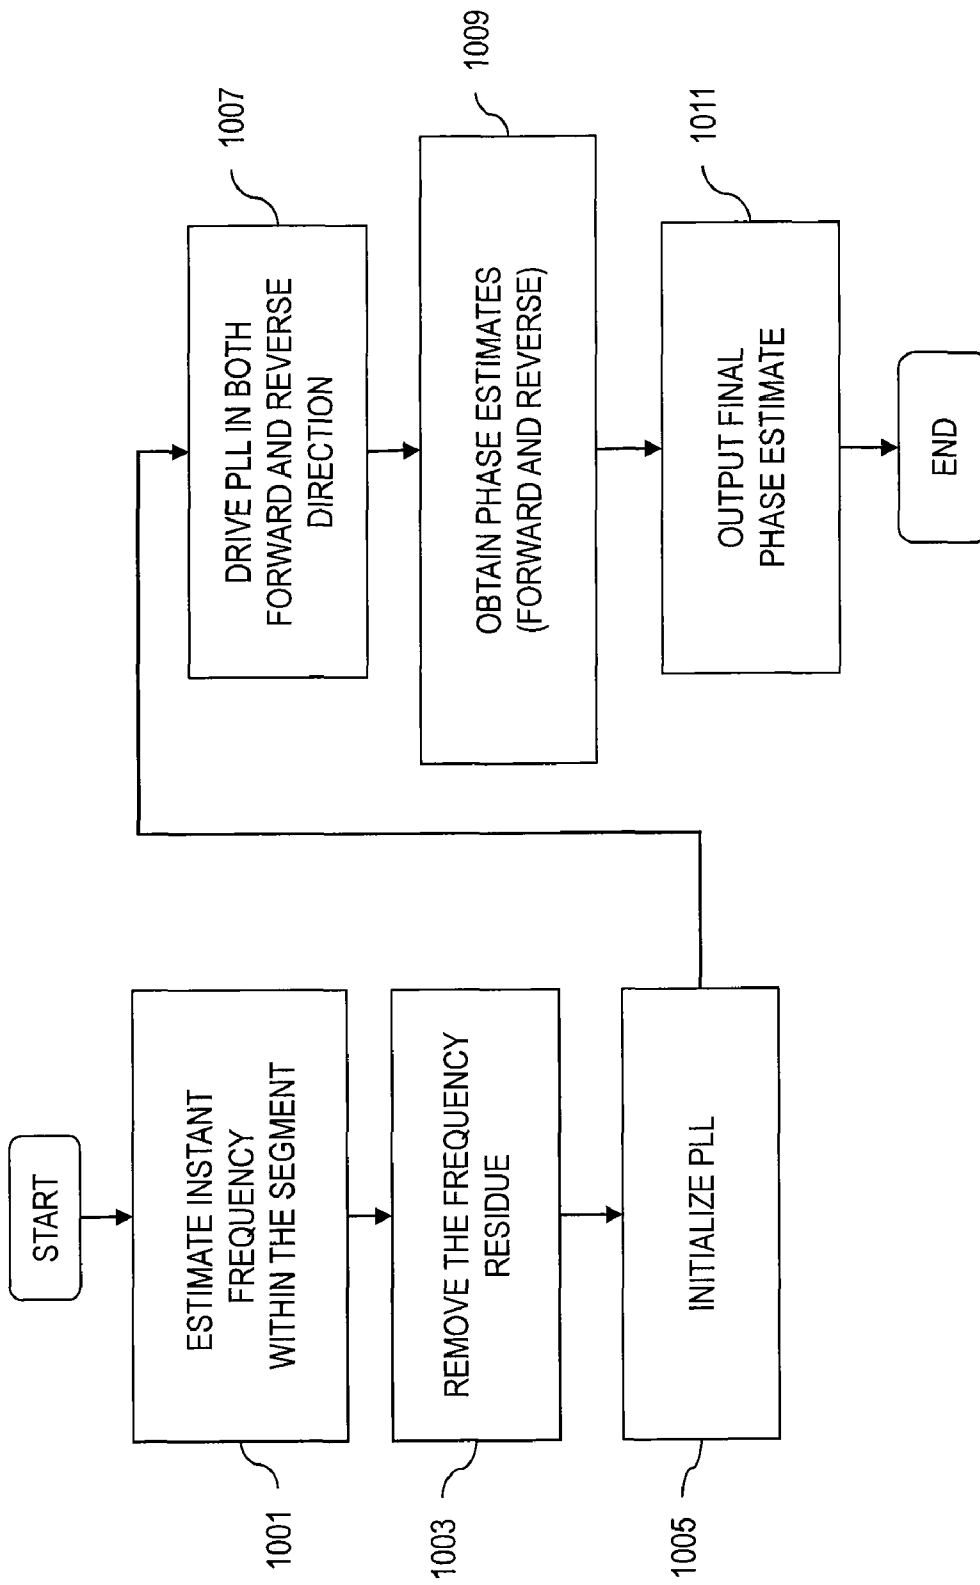 START
ESTIMATE INSTANT
FREQUENCY
WITHIN THE SEGMENT
1001
REMOVE THE FREQUENCY
RESIDUE
1003
INITIALIZE PLL
1005
DRIVE PLL IN BOTH
FORWARD AND REVERSE
DIRECTION
1007
OBTAIN PHASE ESTIMATES
(FORWARD AND REVERSE)
1009
OUTPUT FINAL
PHASE ESTIMATE
1011
END